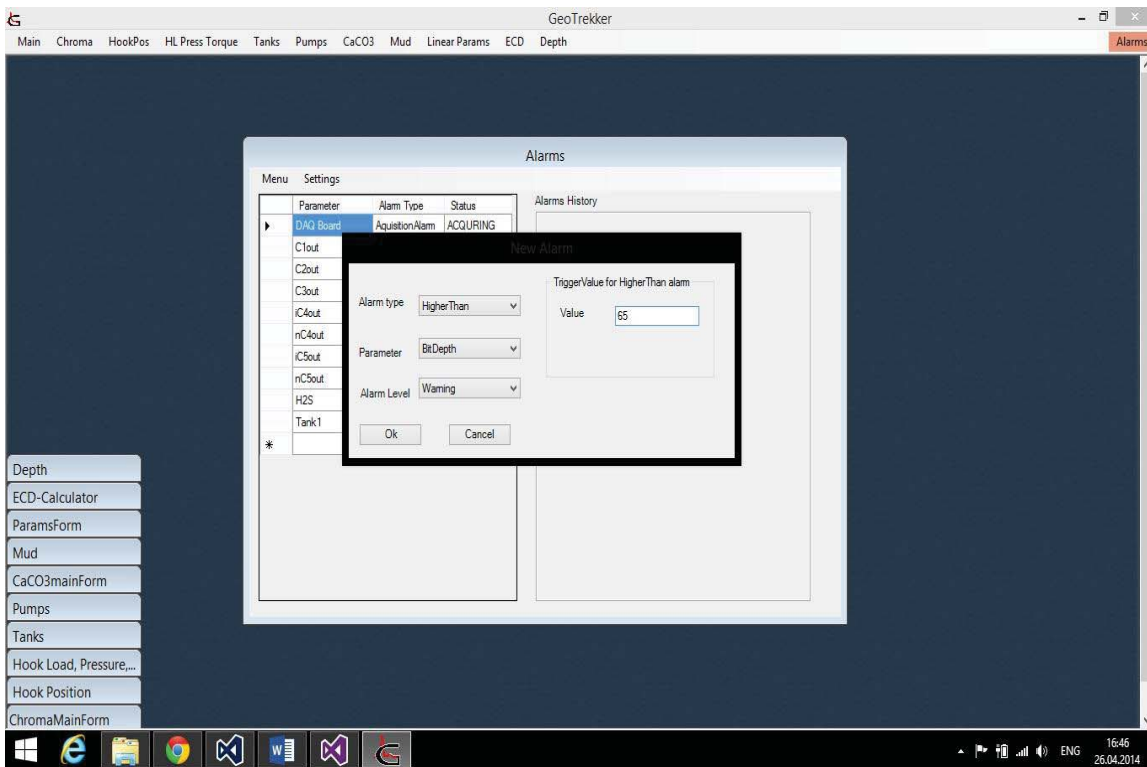 GeoTrekker
Main Chroma HookPos HL Press Torque Tanks Pumps CaCO3 Mud Linear Params ECD Depth Alarms
Alarms
Menu Settings
Parameter Alarm Type Status
DAQ Board AquisitionAlarm ACQURING
C1out
C2out
C3out
iC4out
nC4out
iC5out
nC5out
H2S
Tank1
*
Alarms History
New Alarm
Alarm type HigherThan
Parameter BitDepth
Alarm Level Warning
Ok Cancel
TriggerValue for HigherThan alarm
Value 65
Depth
ECD-Calculator
ParamsForm
Mud
CaCO3mainForm
Pumps
Tanks
Hook Load, Pressure,...
Hook Position
ChromaMainForm
ENG 16:46
26.04.2014